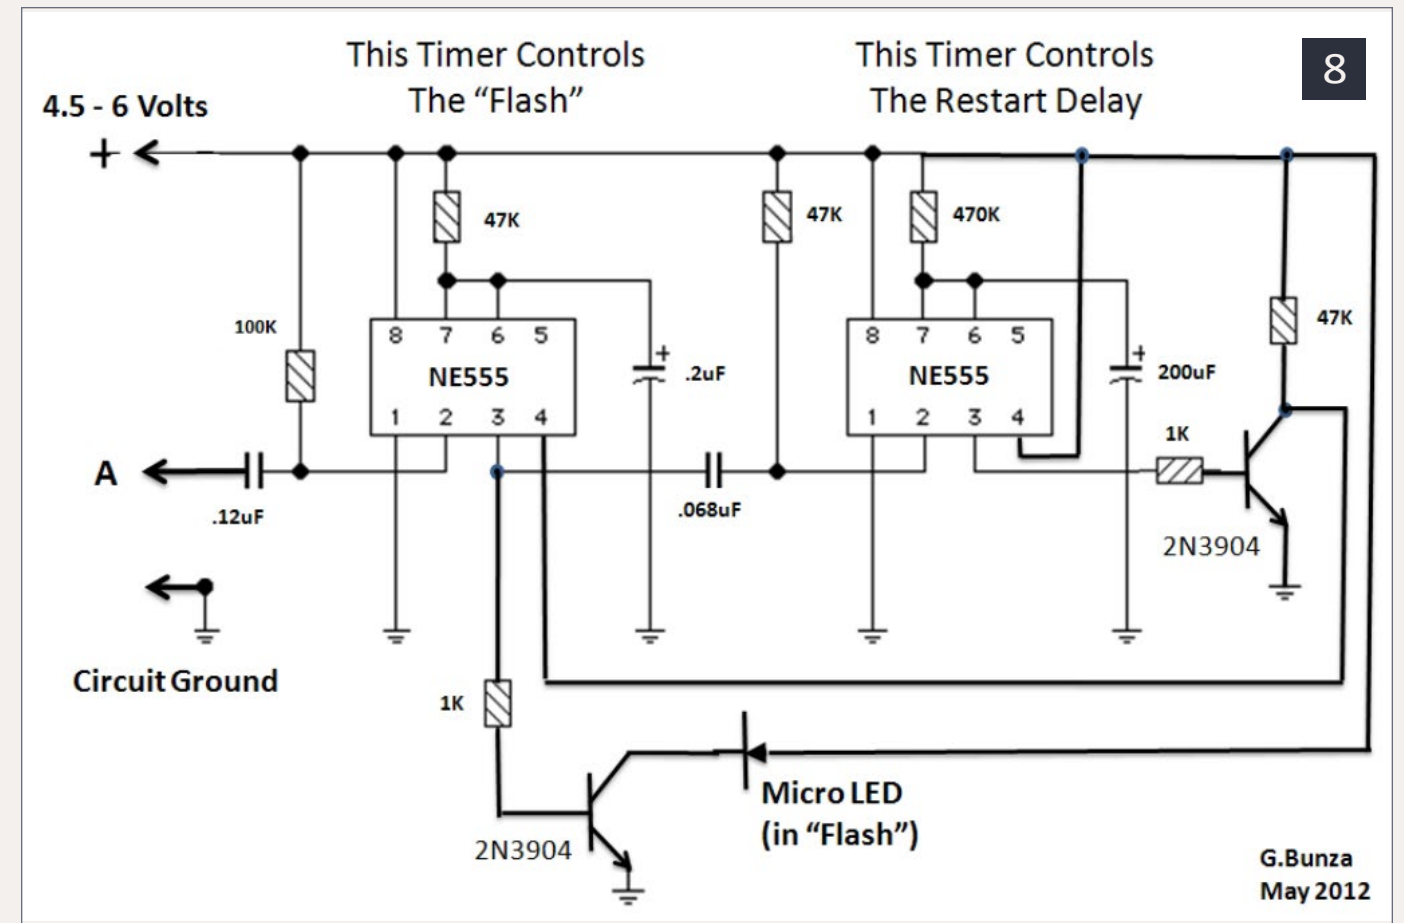 This Timer Controls
The "Flash"
This Timer Controls
The Restart Delay
8
4.5 - 6 Volts
+
47K
47K
470K
100K
47K
8 7 6 5
NE555
1 2 3 4
+
.2uF
8 7 6 5
NE555
1 2 3 4
+
200uF
1K
A
.12uF
.068uF
2N3904
Circuit Ground
1K
Micro LED
(in "Flash")
2N3904
G.Bunza
May 2012